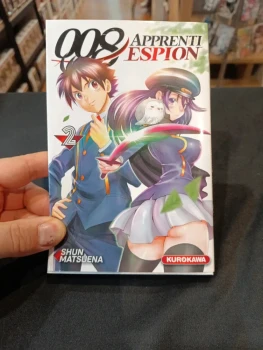 008
APPRENTI
ESPION
2
SHUN
MATSUENA
KUROKAWA